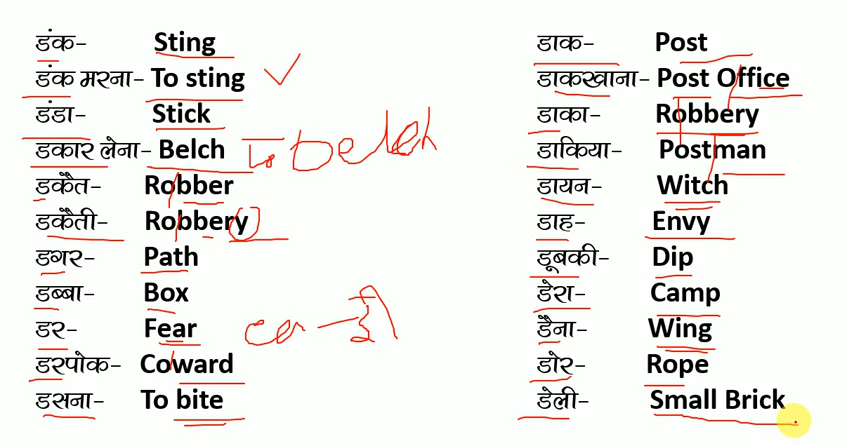 डंक- Sting
डंक मरना- To sting
डंडा- Stick
डकार लेना- Belch To belch
डकैत- Robber
डकैती- Robbery
डगर- Path
डब्बा- Box
डर- Fear
डरपोक- Coward
डसना- To bite
डाक- Post
डाकखाना- Post Office
डाका- Robbery
डाकिया- Postman
डायन- Witch
डाह- Envy
डूबकी- Dip
डेरा- Camp
डैना- Wing
डोर- Rope
डेली- Small Brick